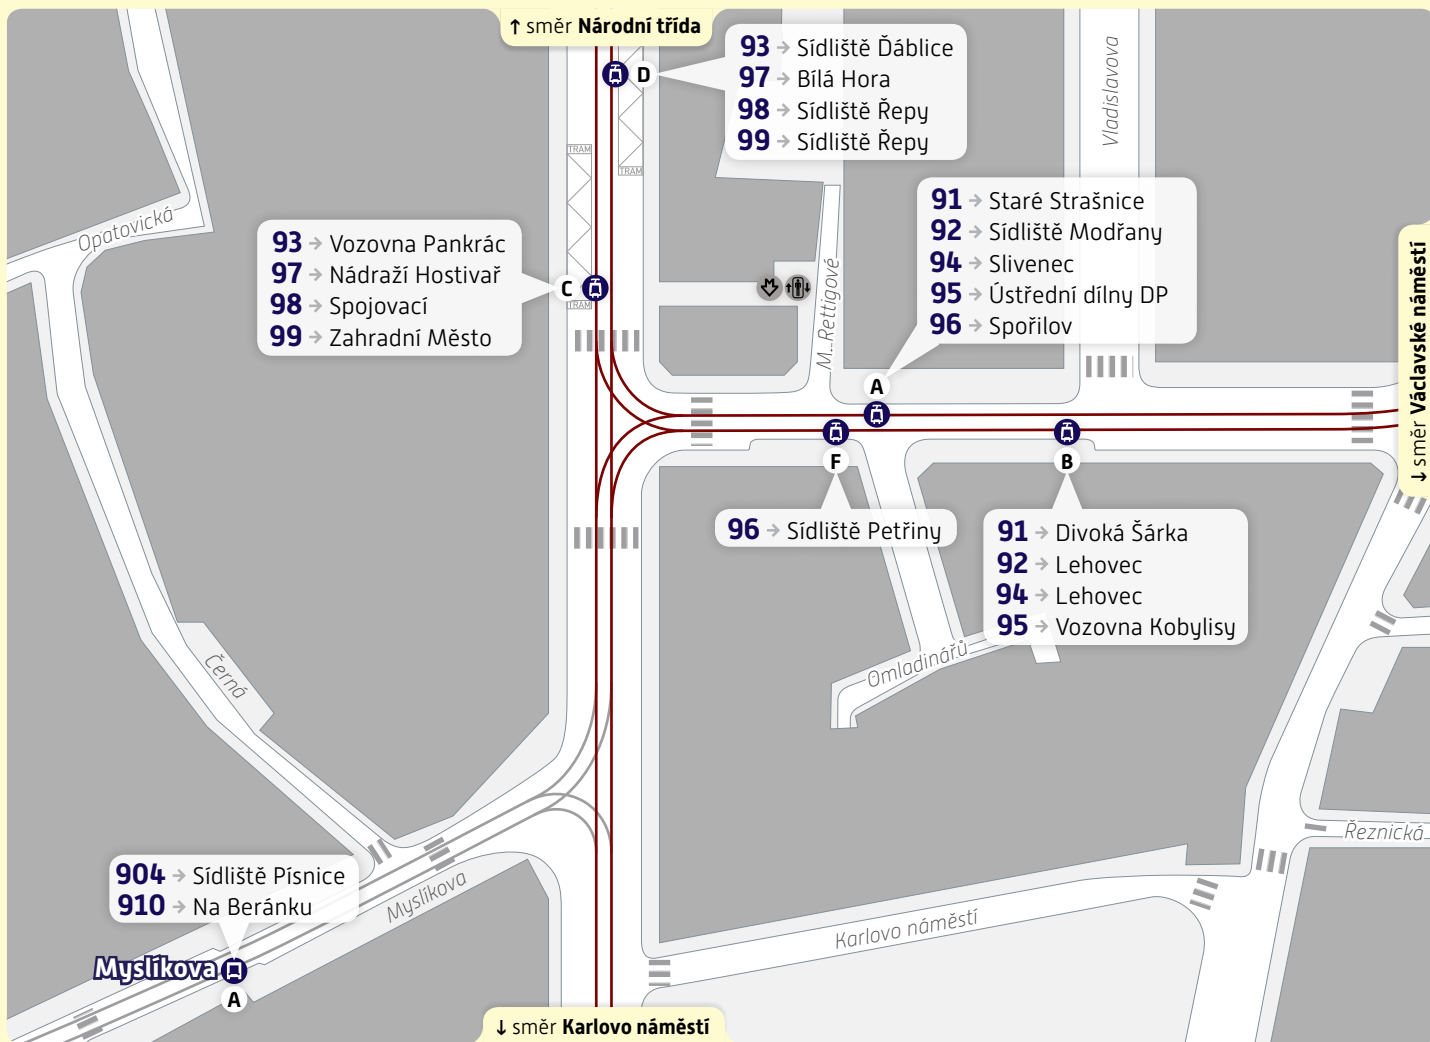 ↑ směr Národní třída
D
93 → Sídliště Ďáblice
97 → Bílá Hora
98 → Sídliště Řepy
99 → Sídliště Řepy
Vladislavova
TRAM
TRAM
Opatovická
93 → Vozovna Pankrác
97 → Nádraží Hostivař
98 → Spojovací
99 → Zahradní Město
C
TRAM
M. Rettigové
91 → Staré Strašnice
92 → Sídliště Modřany
94 → Slivenec
95 → Ústřední dílny DP
96 → Spořilov
A
↓ směr Václavské náměstí
F
B
96 → Sídliště Petřiny
91 → Divoká Šárka
92 → Lehovec
94 → Lehovec
95 → Vozovna Kobylisy
Omladinářů
Černá
Řeznická
904 → Sídliště Písnice
910 → Na Beránku
Myslíkova
Karlovo náměstí
Myslíkova
A
↓ směr Karlovo náměstí